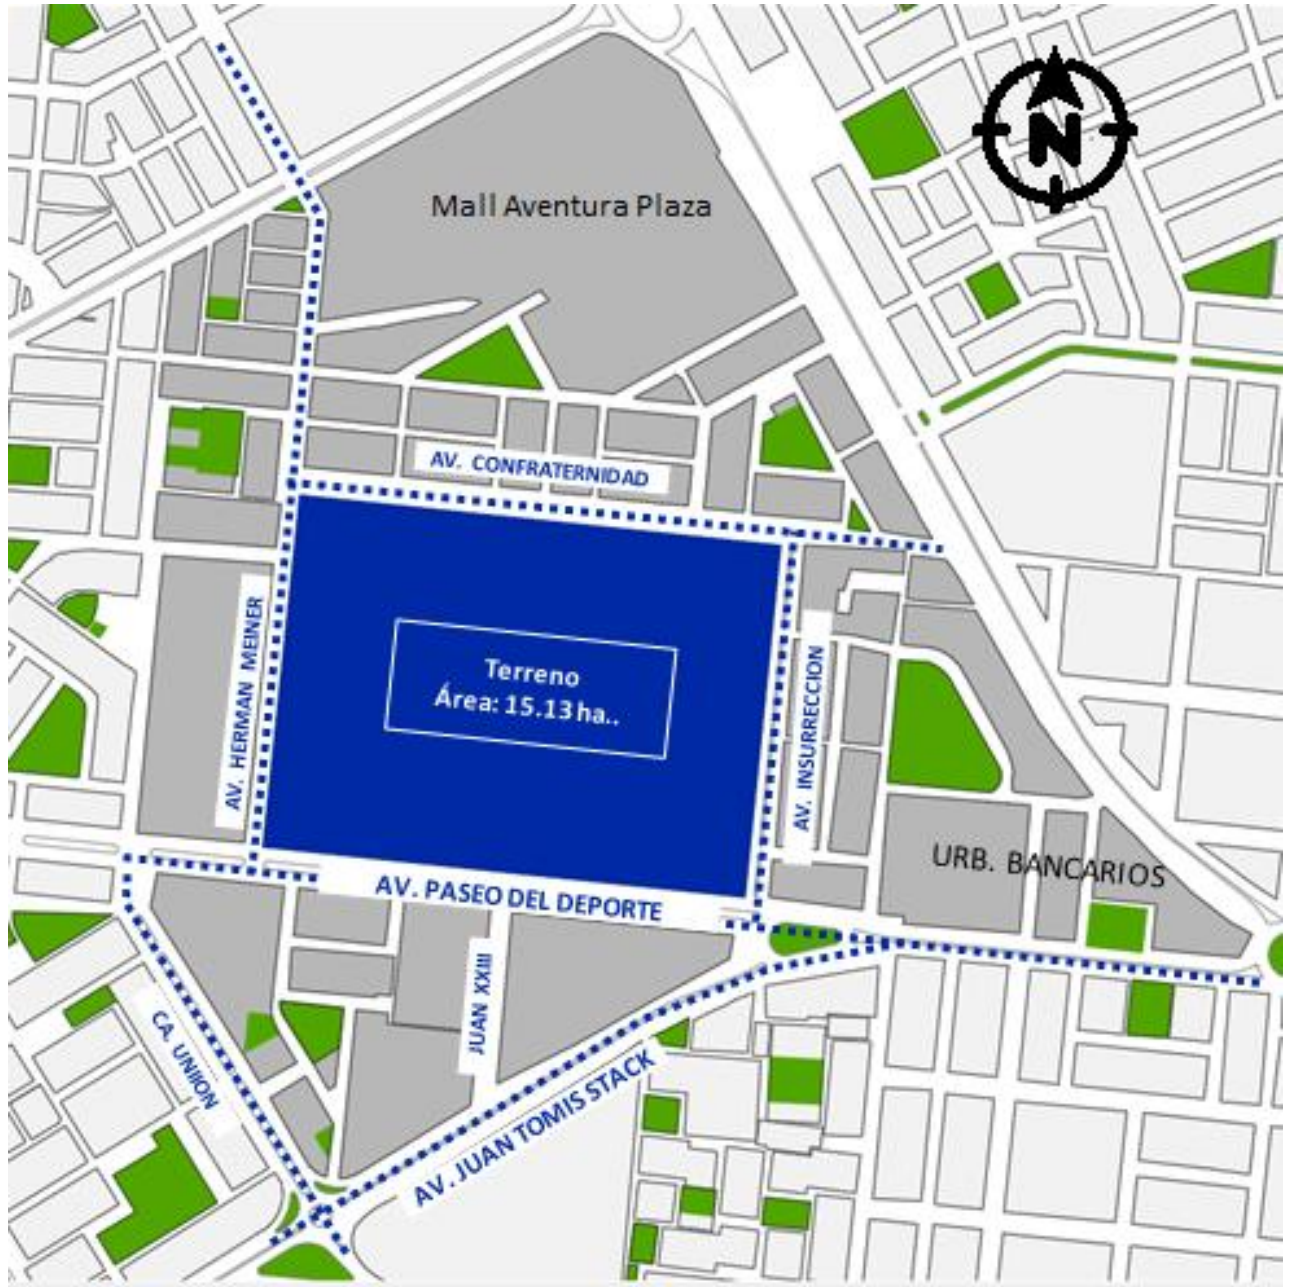 N
Mall Aventura Plaza
AV. CONFRATERNIDAD
AV. HERMAN MEINER
Terreno
Área: 15.13 ha..
AV. INSURRECCION
URB. BANCARIOS
AV. PASEO DEL DEPORTE
JUAN XXIII
CA. UNIION
AV. JUAN TOMIS STACK